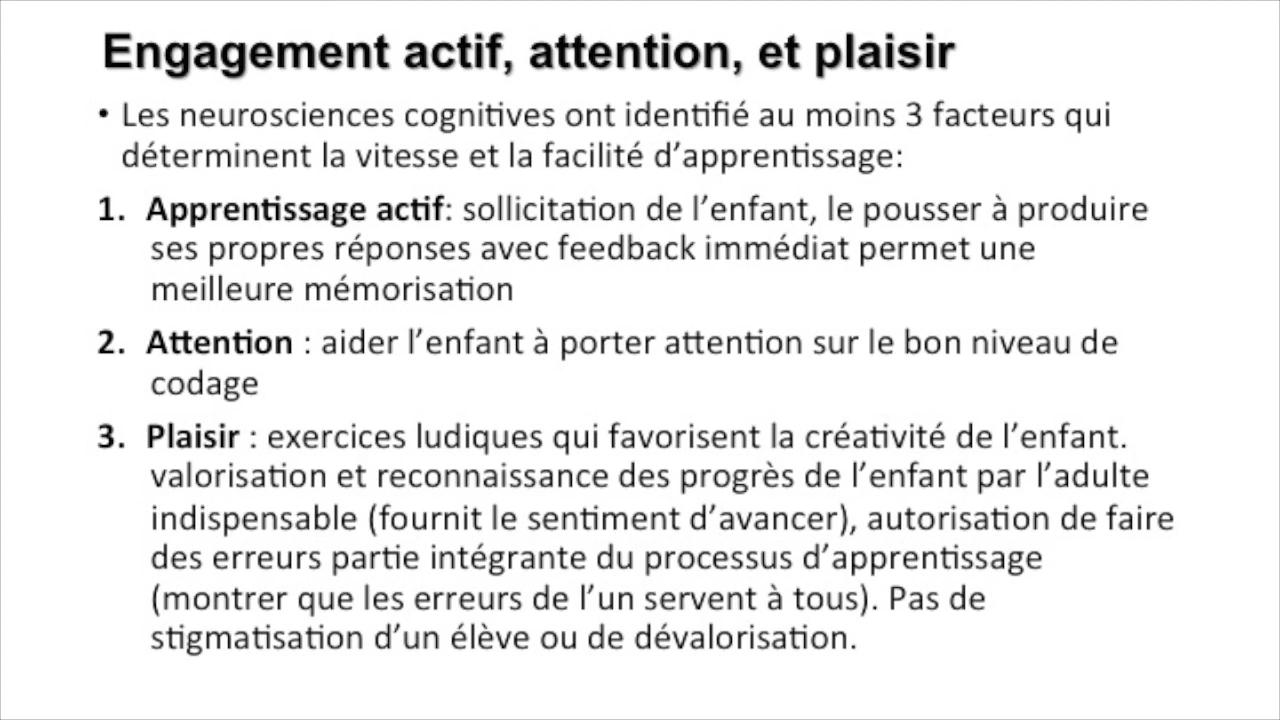 Engagement actif, attention, et plaisir
• Les neurosciences cognitives ont identifié au moins 3 facteurs qui
déterminent la vitesse et la facilité d’apprentissage:
1. Apprentissage actif: sollicitation de l’enfant, le pousser à produire
ses propres réponses avec feedback immédiat permet une
meilleure mémorisation
2. Attention : aider l’enfant à porter attention sur le bon niveau de
codage
3. Plaisir : exercices ludiques qui favorisent la créativité de l’enfant.
valorisation et reconnaissance des progrès de l’enfant par l’adulte
indispensable (fournit le sentiment d’avancer), autorisation de faire
des erreurs partie intégrante du processus d’apprentissage
(montrer que les erreurs de l’un servent à tous). Pas de
stigmatisation d’un élève ou de dévalorisation.